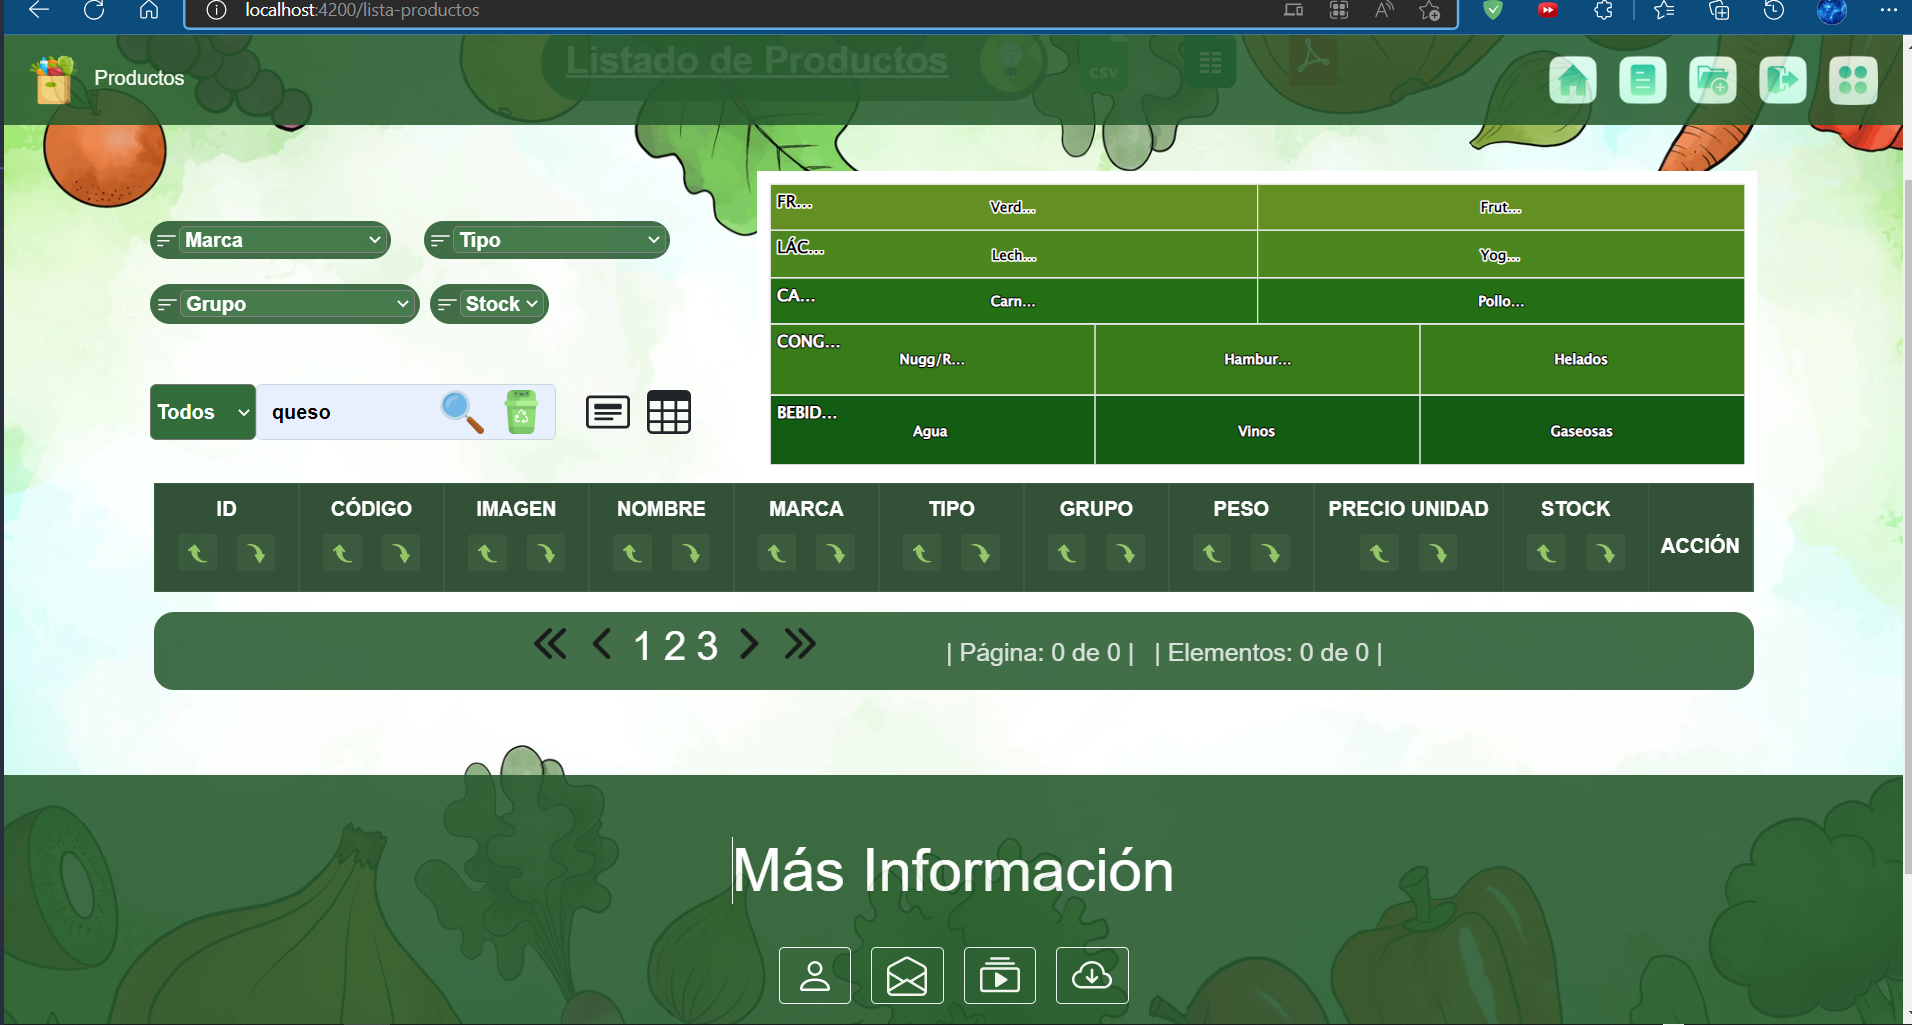 localhost:4200/lista-productos
Productos
Listado de Productos
CSV
Marca
Tipo
Grupo
Stock
Todos
queso
FR...
Verd...
Frut...
LÁC...
Lech...
Yog...
CA...
Carn...
Pollo...
CONG...
Nugg/R...
Hambur...
Helados
BEBID...
Agua
Vinos
Gaseosas
ID CÓDIGO IMAGEN NOMBRE MARCA TIPO GRUPO PESO PRECIO UNIDAD STOCK ACCIÓN
1 2 3 | Página: 0 de 0 | | Elementos: 0 de 0 |
Más Información